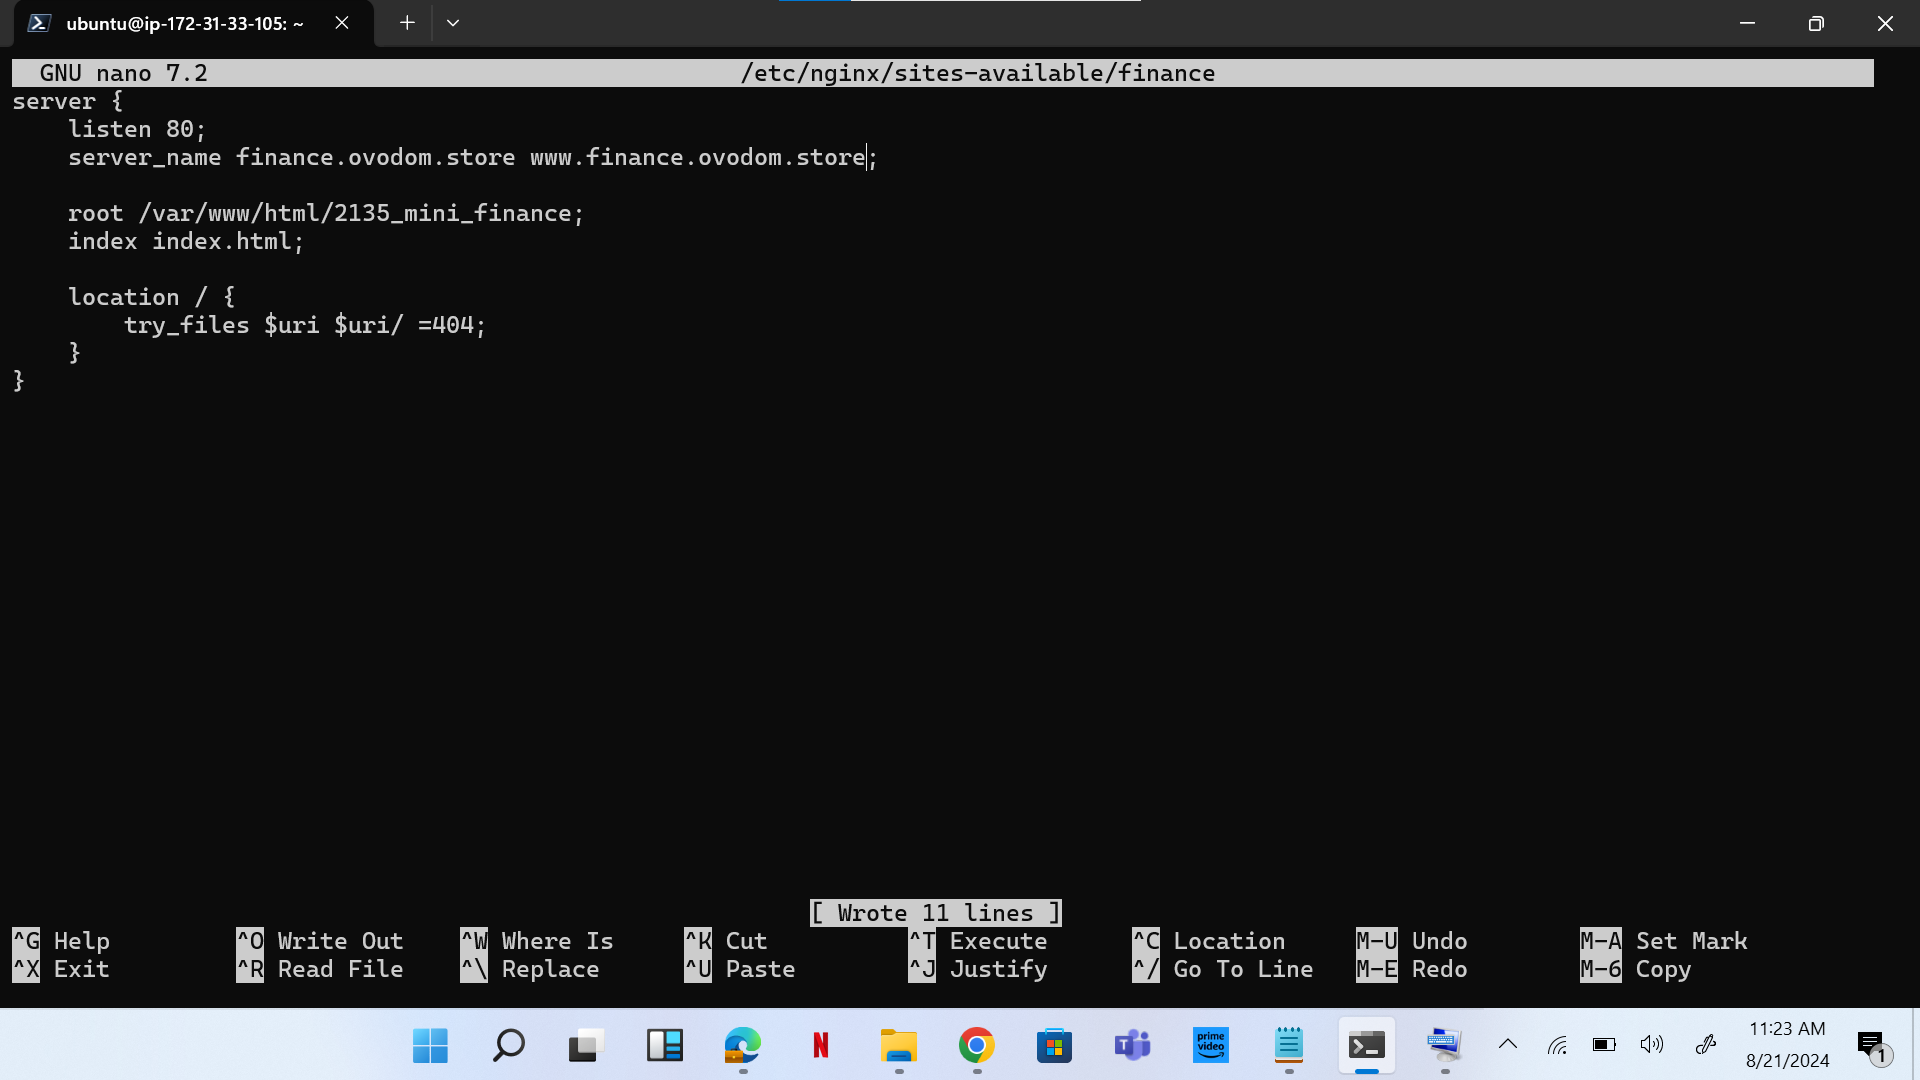 ubuntu@ip-172-31-33-105: ~
GNU nano 7.2 /etc/nginx/sites-available/finance
server {
    listen 80;
    server_name finance.ovodom.store www.finance.ovodom.store;

    root /var/www/html/2135_mini_finance;
    index index.html;

    location / {
        try_files $uri $uri/ =404;
    }
}
[ Wrote 11 lines ]
^G Help ^O Write Out ^W Where Is ^K Cut ^T Execute ^C Location M-U Undo M-A Set Mark
^X Exit ^R Read File ^\ Replace ^U Paste ^J Justify ^/ Go To Line M-E Redo M-6 Copy
N
T
prime video
11:23 AM
8/21/2024
1